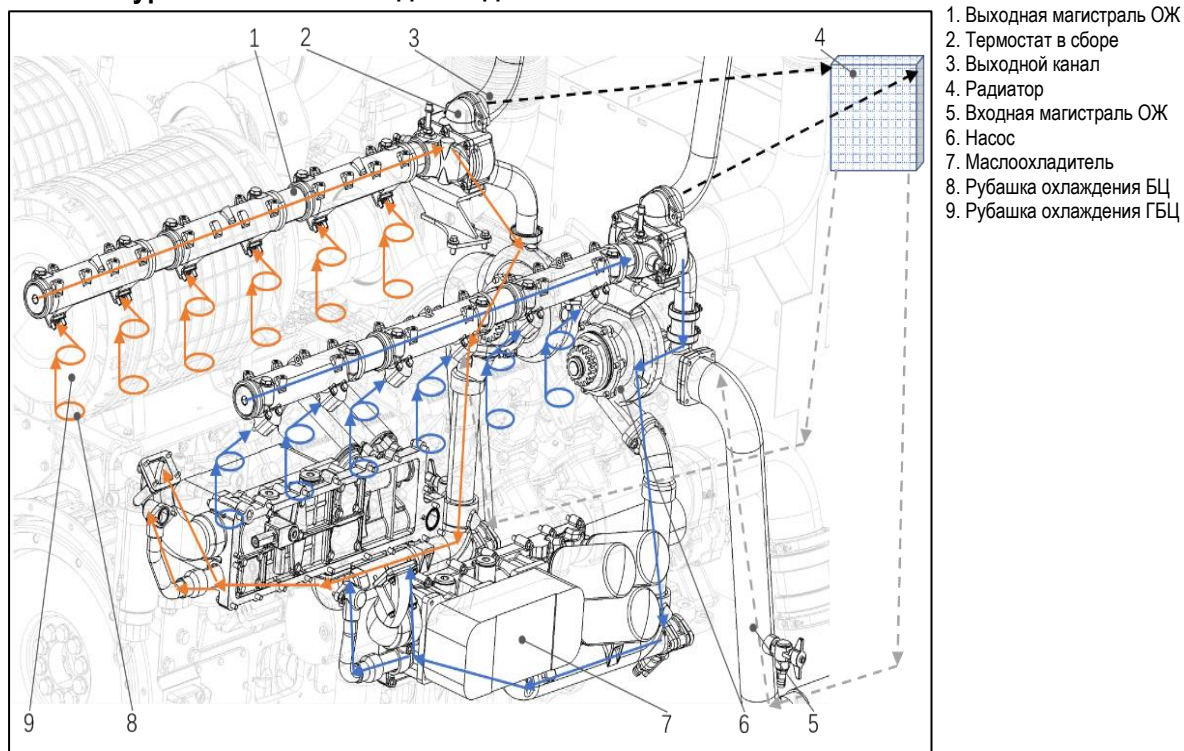 1
2
3
4
9
8
7
6
5
1. Выходная магистраль ОЖ
2. Термостат в сборе
3. Выходной канал
4. Радиатор
5. Входная магистраль ОЖ
6. Насос
7. Маслоохладитель
8. Рубашка охлаждения БЦ
9. Рубашка охлаждения ГБЦ